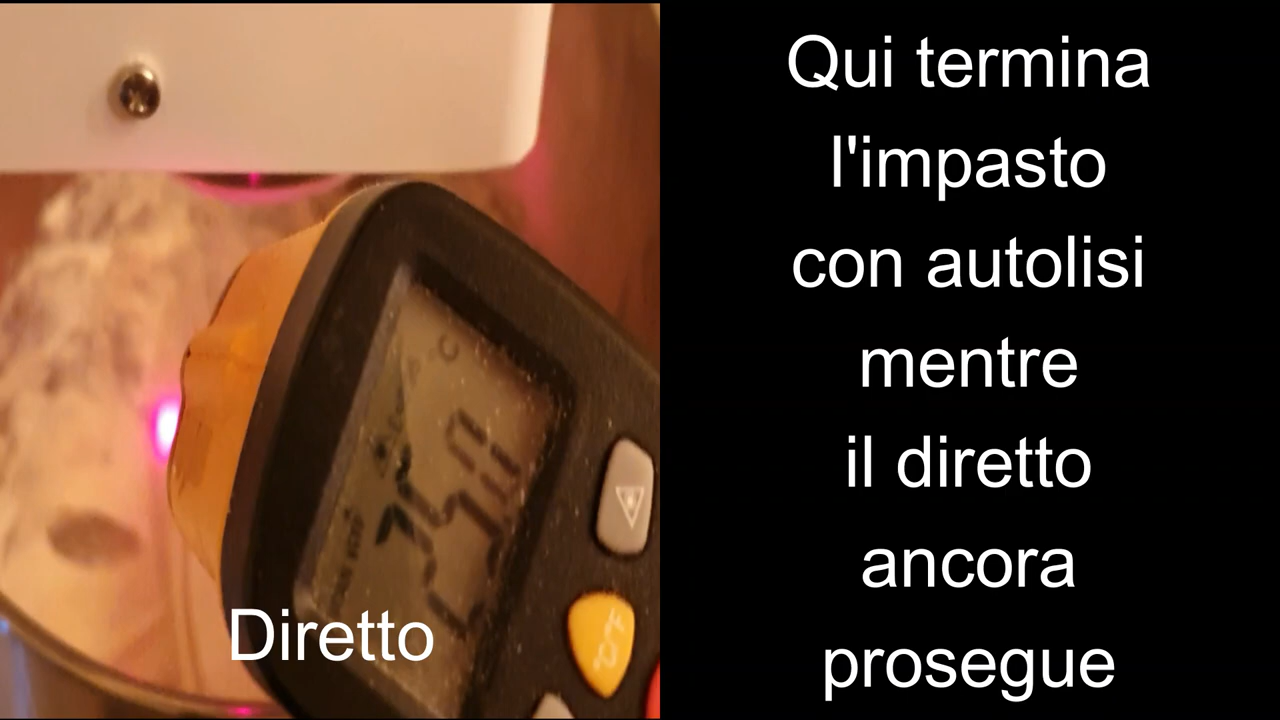 Qui termina
l'impasto
con autolisi
mentre
il diretto
ancora
prosegue
°C
Diretto